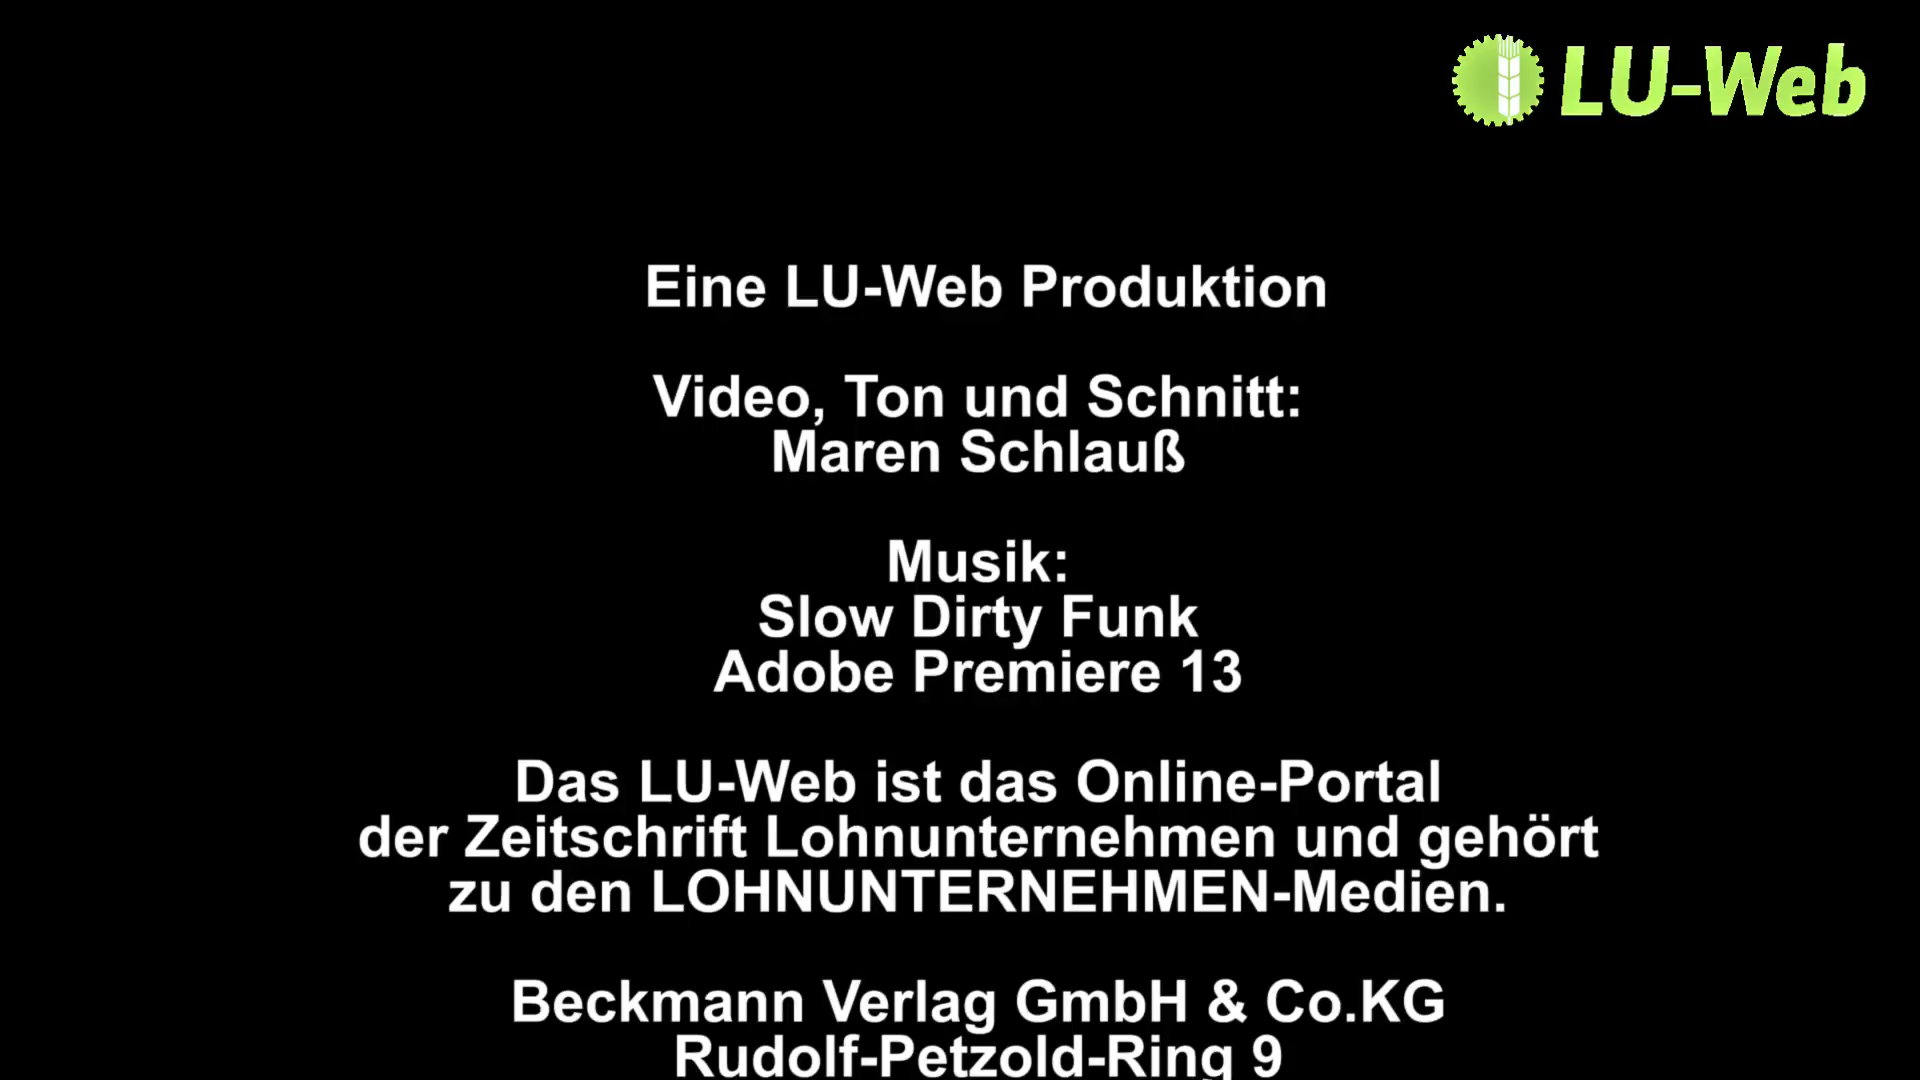 LU-Web
Eine LU-Web Produktion
Video, Ton und Schnitt:
Maren Schlauß
Musik:
Slow Dirty Funk
Adobe Premiere 13
Das LU-Web ist das Online-Portal
der Zeitschrift Lohnunternehmen und gehört
zu den LOHNUNTERNEHMEN-Medien.
Beckmann Verlag GmbH & Co.KG
Rudolf-Petzold-Ring 9